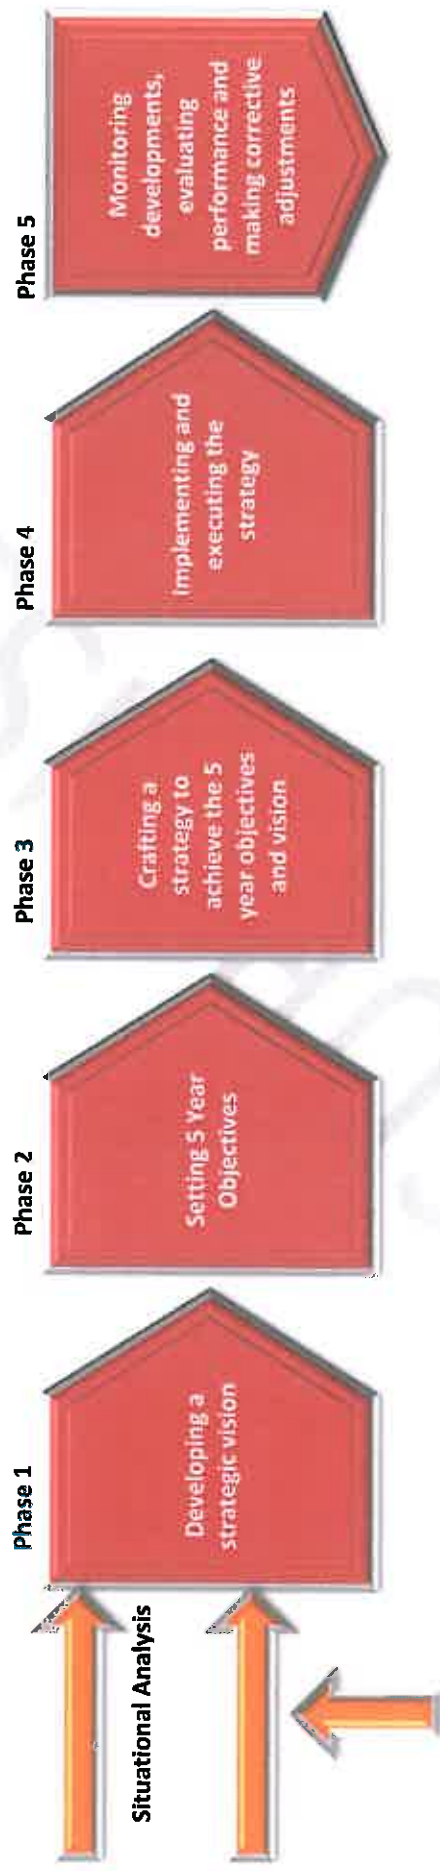 Phase 1
Phase 2
Phase 3
Phase 4
Phase 5
Situational Analysis
Developing a
strategic vision
Setting 5 Year
Objectives
Crafting a
strategy to
achieve the 5
year objectives
and vision
Implementing and
executing the
strategy
Monitoring
developments,
evaluating
performance and
making corrective
adjustments